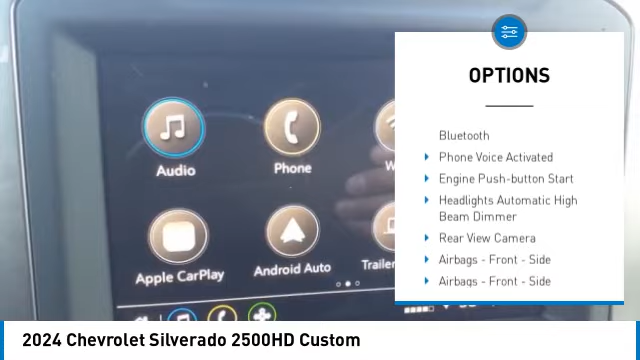 OPTIONS
Bluetooth
Phone Voice Activated
Engine Push-button Start
Headlights Automatic High
Beam Dimmer
Rear View Camera
Airbags - Front - Side
Airbags - Front - Side
Audio
Phone
Apple CarPlay
Android Auto
Trailer
2024 Chevrolet Silverado 2500HD Custom